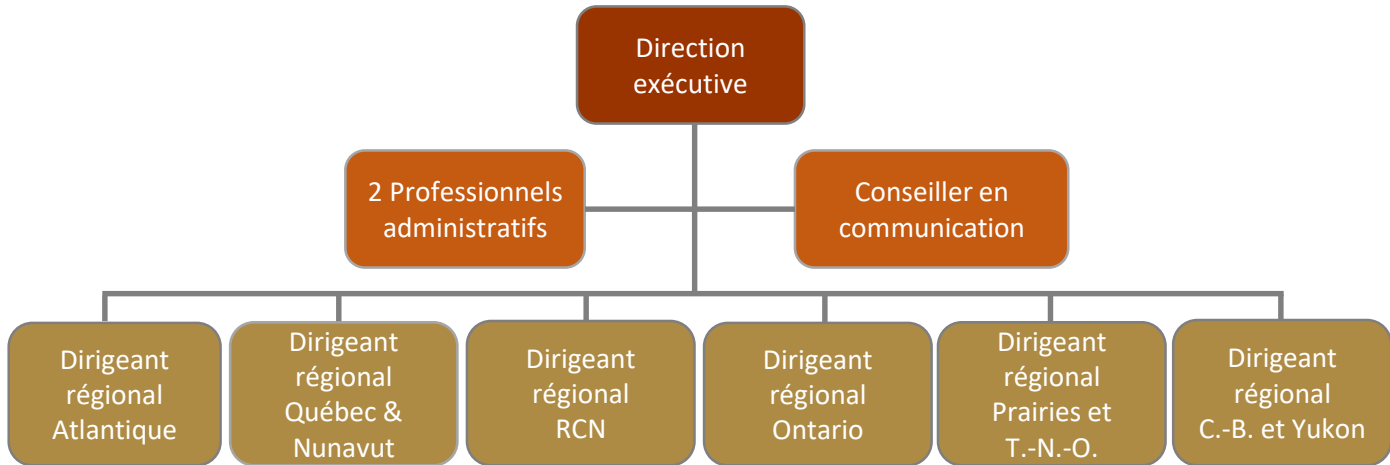 Direction
exécutive
2 Professionnels
administratifs
Conseiller en
communication
Dirigeant
régional
Atlantique
Dirigeant
régional
Québec &
Nunavut
Dirigeant
régional
RCN
Dirigeant
régional
Ontario
Dirigeant
régional
Prairies et
T.-N.-O.
Dirigeant
régional
C.-B. et Yukon